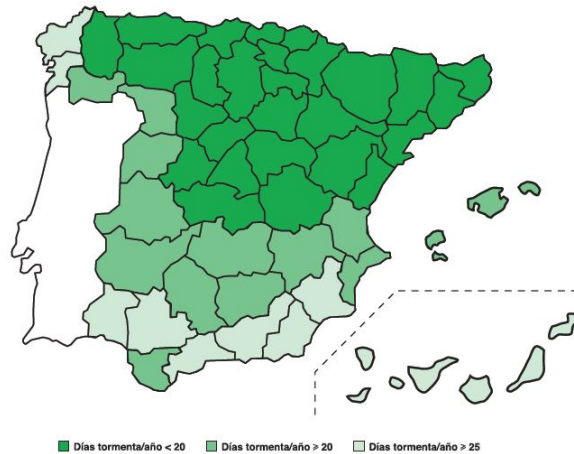 Días tormenta/año < 20 Días tormenta/año ⩾ 20 Días tormenta/año ⩾ 25